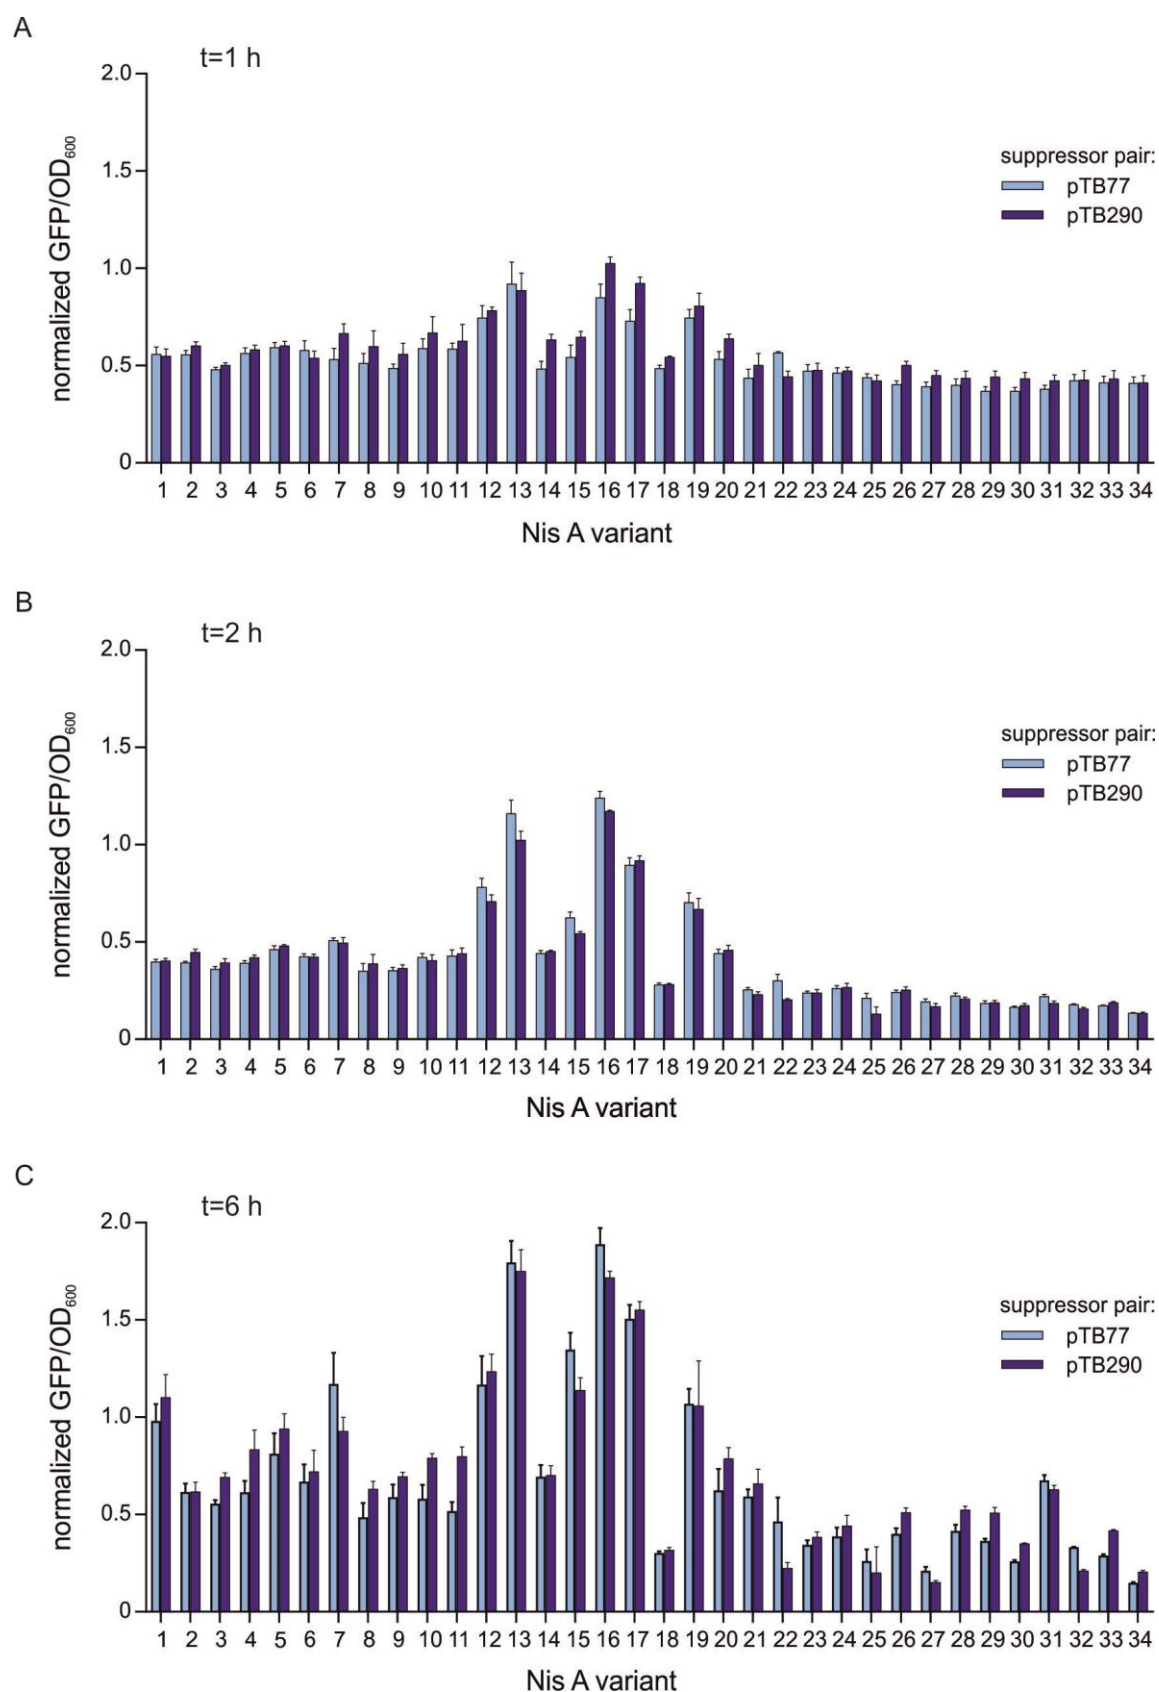 A
t=1 h
normalized GFP/OD600
2.0
1.5
1.0
0.5
0
suppressor pair:
pTB77
pTB290
1 2 3 4 5 6 7 8 9 10 11 12 13 14 15 16 17 18 19 20 21 22 23 24 25 26 27 28 29 30 31 32 33 34
Nis A variant
B
t=2 h
normalized GFP/OD600
2.0
1.5
1.0
0.5
0
suppressor pair:
pTB77
pTB290
1 2 3 4 5 6 7 8 9 10 11 12 13 14 15 16 17 18 19 20 21 22 23 24 25 26 27 28 29 30 31 32 33 34
Nis A variant
C
t=6 h
normalized GFP/OD600
2.0
1.5
1.0
0.5
0
suppressor pair:
pTB77
pTB290
1 2 3 4 5 6 7 8 9 10 11 12 13 14 15 16 17 18 19 20 21 22 23 24 25 26 27 28 29 30 31 32 33 34
Nis A variant